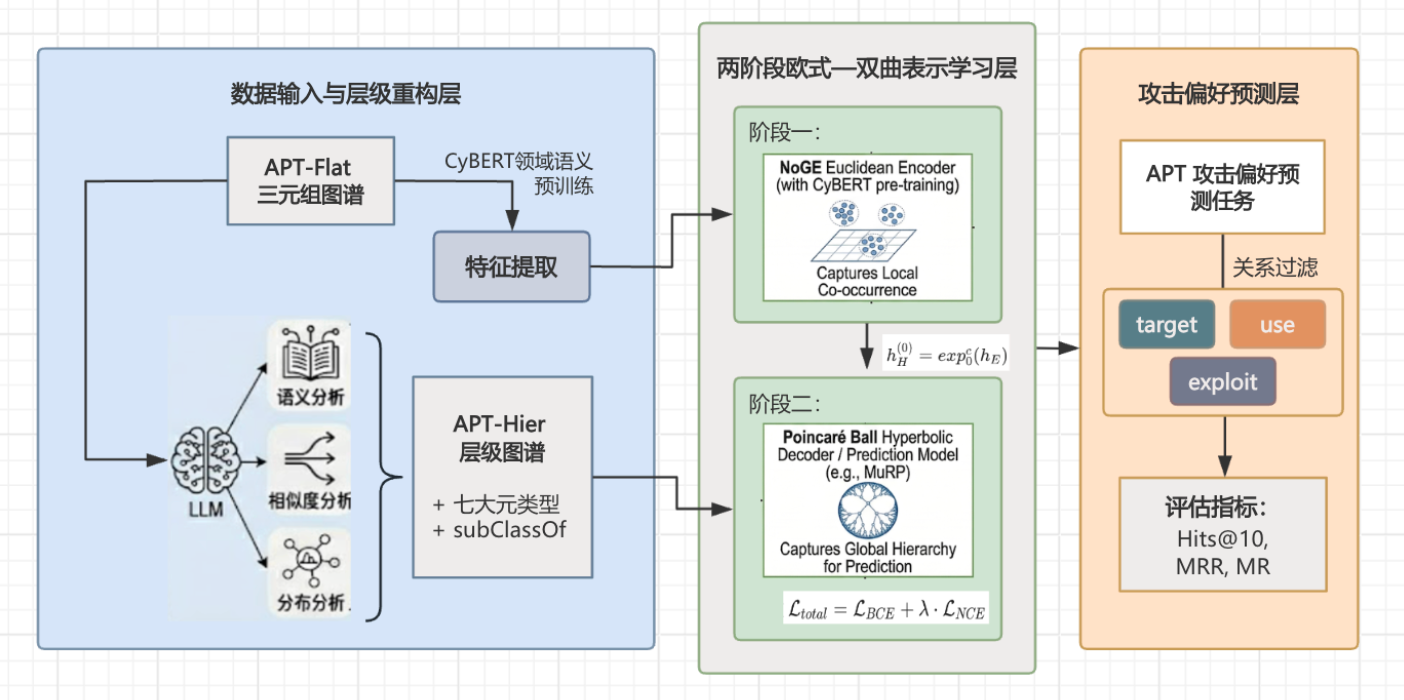 数据输入与层级重构层
APT-Flat
三元组图谱
CyBERT领域语义
预训练
特征提取
LLM
语义分析
相似度分析
分布分析
APT-Hier
层级图谱
+ 七大元类型
+ subClassOf
两阶段欧式—双曲表示学习层
阶段一：
NoGE Euclidean Encoder
(with CyBERT pre-training)
Captures Local
Co-occurrence
h_H^{(0)} = exp_0^c(h_E)
阶段二：
Poincaré Ball Hyperbolic
Decoder / Prediction Model
(e.g., MuRP)
Captures Global Hierarchy
for Prediction
ℒ_{total} = ℒ_{BCE} + λ · ℒ_{NCE}
攻击偏好预测层
APT 攻击偏好预
测任务
关系过滤
target
use
exploit
评估指标：
Hits@10,
MRR, MR